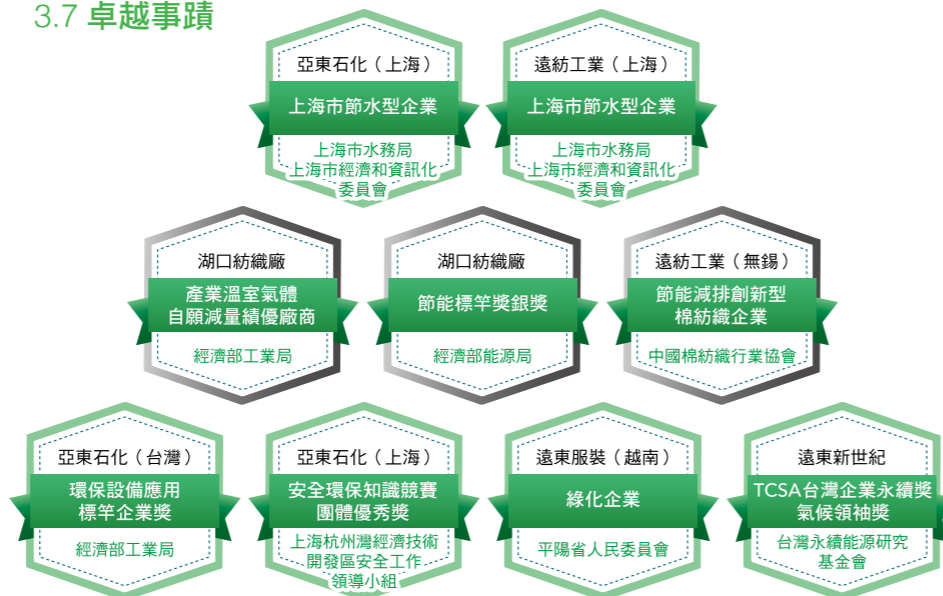 3.7 卓越事蹟
亞東石化（上海）
上海市節水型企業
上海市水務局
上海市經濟和資訊化
委員會
遠紡工業（上海）
上海市節水型企業
上海市水務局
上海市經濟和資訊化
委員會
湖口紡織廠
產業溫室氣體
自願減量績優廠商
經濟部工業局
湖口紡織廠
節能標竿獎銀獎
經濟部能源局
遠紡工業（無錫）
節能減排創新型
棉紡織企業
中國棉紡織行業協會
亞東石化（台灣）
環保設備應用
標竿企業獎
經濟部工業局
亞東石化（上海）
安全環保知識競賽
團體優秀獎
上海杭州灣經濟技術
開發區安全工作
領導小組
遠東服裝（越南）
綠化企業
平陽省人民委員會
遠東新世紀
TCSA台灣企業永續獎
氣候領袖獎
台灣永續能源研究
基金會